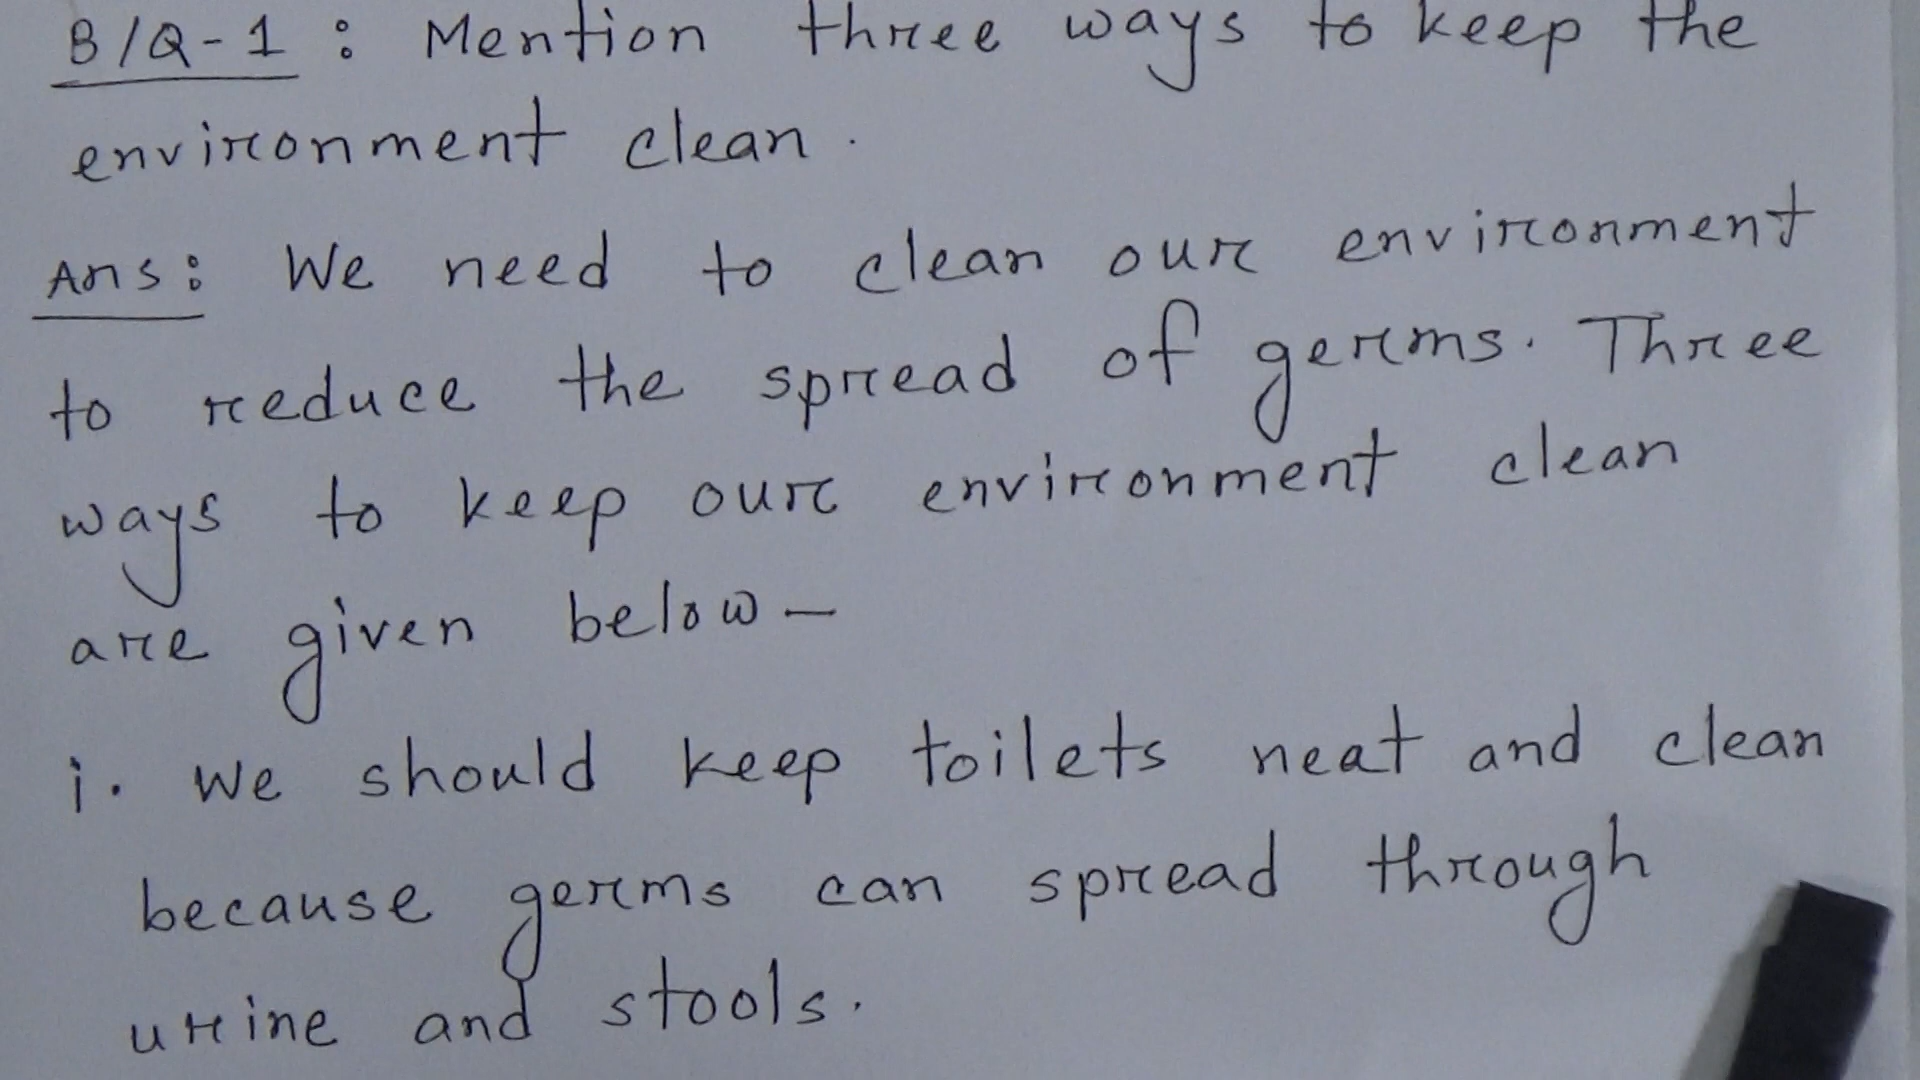 B/Q-1 : Mention three ways to keep the
environment clean.
Ans: We need to clean our environment
to reduce the spread of germs. Three
ways to keep our environment clean
are given below—
i. We should keep toilets neat and clean
because germs can spread through
urine and stools.